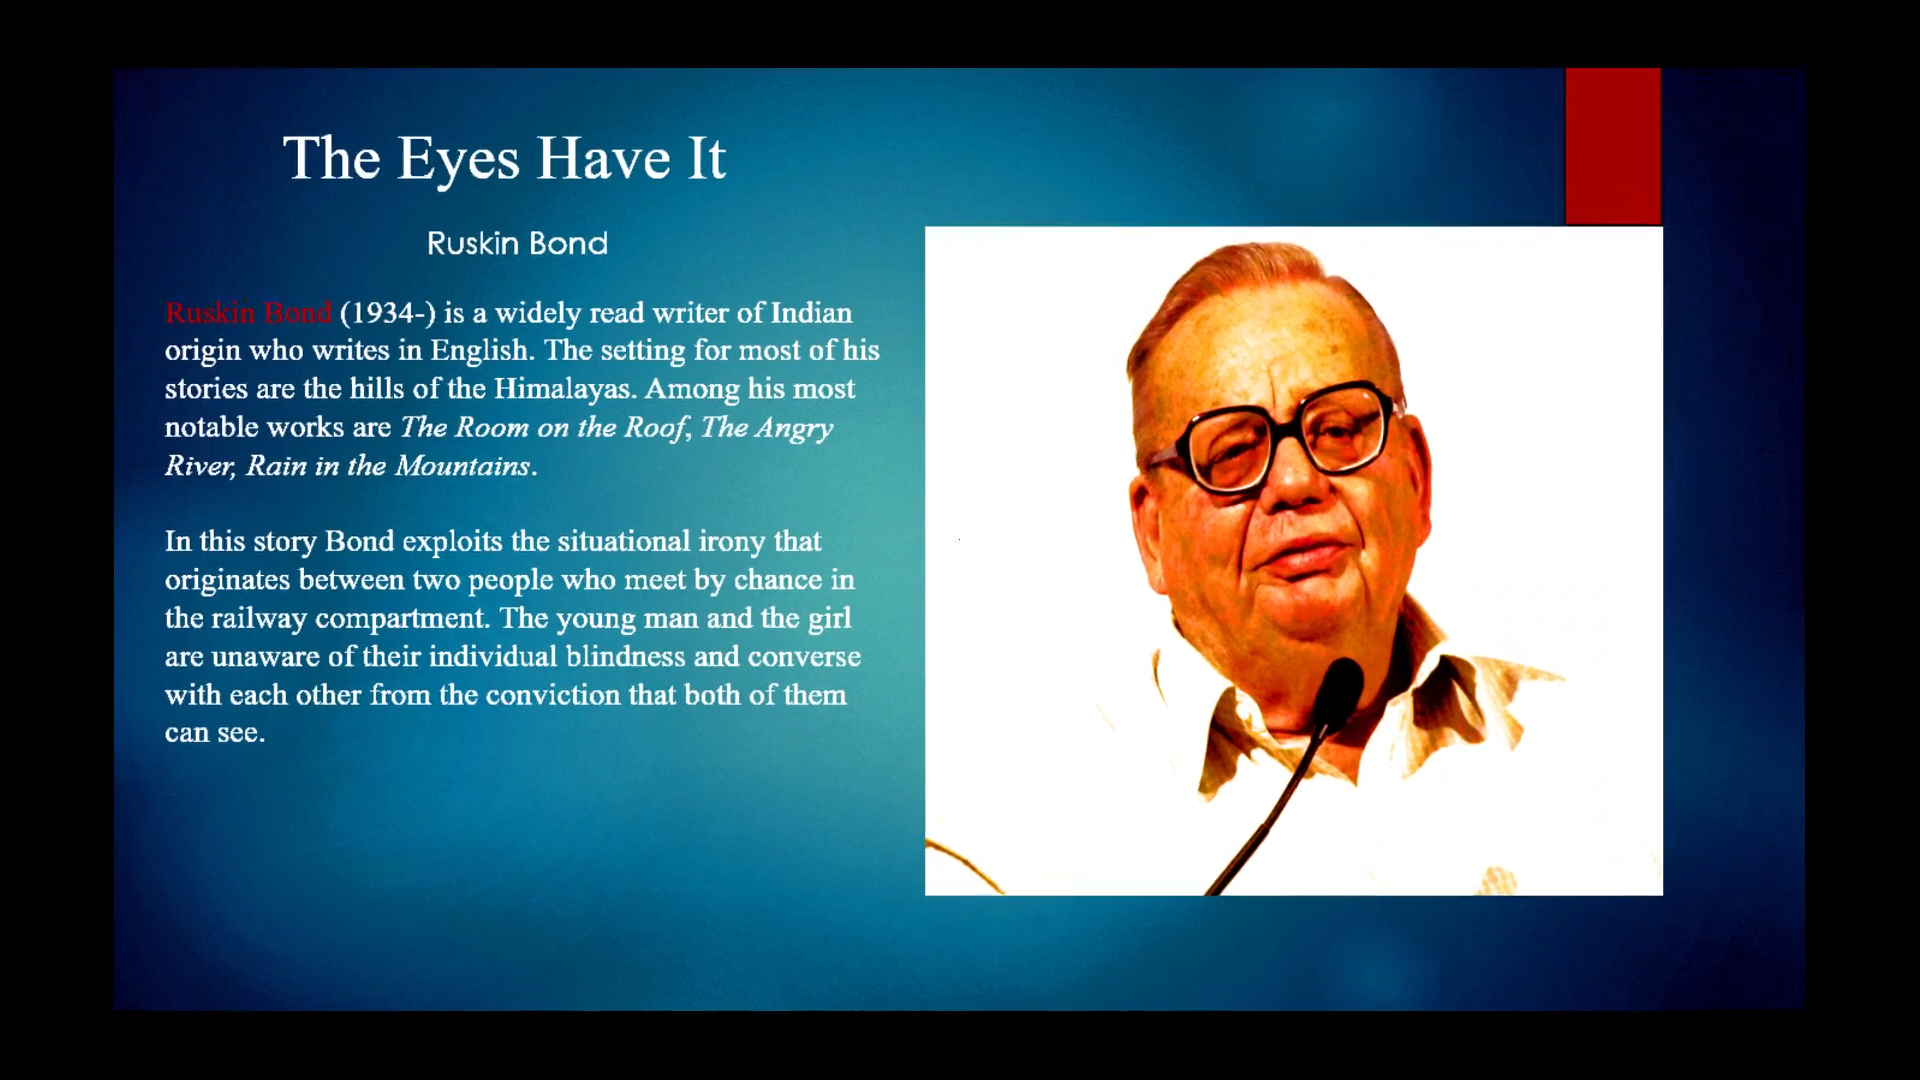 The Eyes Have It
Ruskin Bond
Ruskin Bond (1934-) is a widely read writer of Indian
origin who writes in English. The setting for most of his
stories are the hills of the Himalayas. Among his most
notable works are The Room on the Roof, The Angry
River, Rain in the Mountains.
In this story Bond exploits the situational irony that
originates between two people who meet by chance in
the railway compartment. The young man and the girl
are unaware of their individual blindness and converse
with each other from the conviction that both of them
can see.